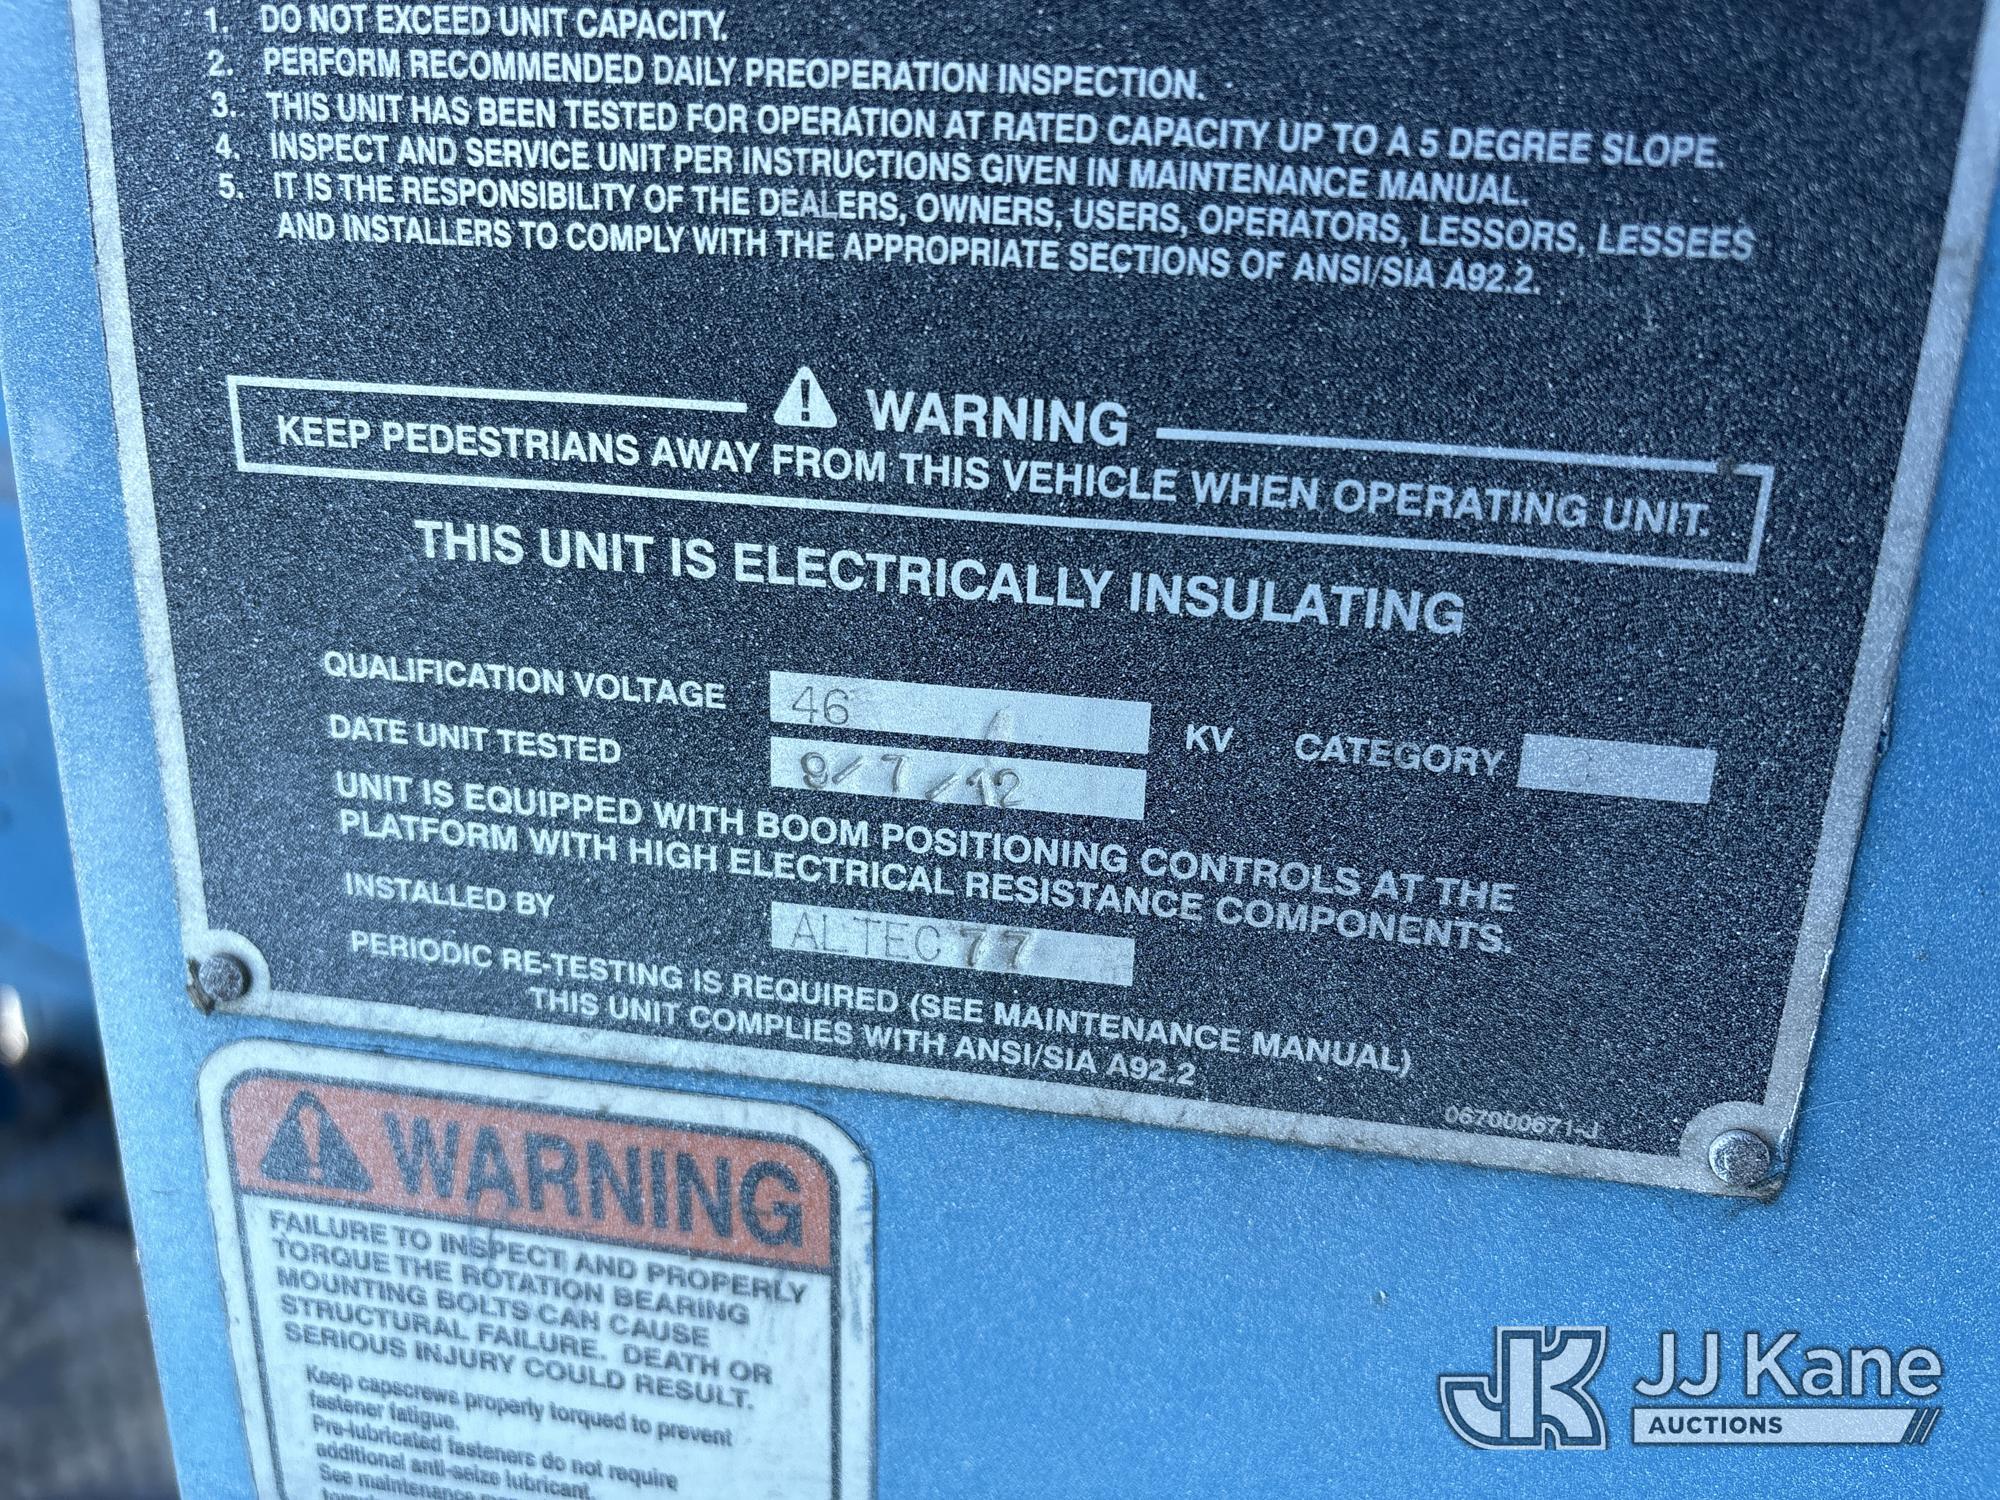 1. DO NOT EXCEED UNIT CAPACITY.
2. PERFORM RECOMMENDED DAILY PREOPERATION INSPECTION.
3. THIS UNIT HAS BEEN TESTED FOR OPERATION AT RATED CAPACITY UP TO A 5 DEGREE SLOPE.
4. INSPECT AND SERVICE UNIT PER INSTRUCTIONS GIVEN IN MAINTENANCE MANUAL.
5. IT IS THE RESPONSIBILITY OF THE DEALERS, OWNERS, USERS, OPERATORS, LESSORS, LESSEES
AND INSTALLERS TO COMPLY WITH THE APPROPRIATE SECTIONS OF ANSI/SIA A92.2.
WARNING
KEEP PEDESTRIANS AWAY FROM THIS VEHICLE WHEN OPERATING UNIT.
THIS UNIT IS ELECTRICALLY INSULATING
QUALIFICATION VOLTAGE 46 KV CATEGORY
DATE UNIT TESTED 9/7/12
UNIT IS EQUIPPED WITH BOOM POSITIONING CONTROLS AT THE
PLATFORM WITH HIGH ELECTRICAL RESISTANCE COMPONENTS.
INSTALLED BY ALTEC 77
PERIODIC RE-TESTING IS REQUIRED (SEE MAINTENANCE MANUAL)
THIS UNIT COMPLIES WITH ANSI/SIA A92.2
067000671-J
WARNING
FAILURE TO INSPECT AND PROPERLY
TORQUE THE ROTATION BEARING
MOUNTING BOLTS CAN CAUSE
STRUCTURAL FAILURE. DEATH OR
SERIOUS INJURY COULD RESULT.
Keep capscrews properly torqued to prevent
fastener fatigue.
Pre-lubricated fasteners do not require
additional anti-seize lubricant.
See maintenance
JJ Kane
AUCTIONS